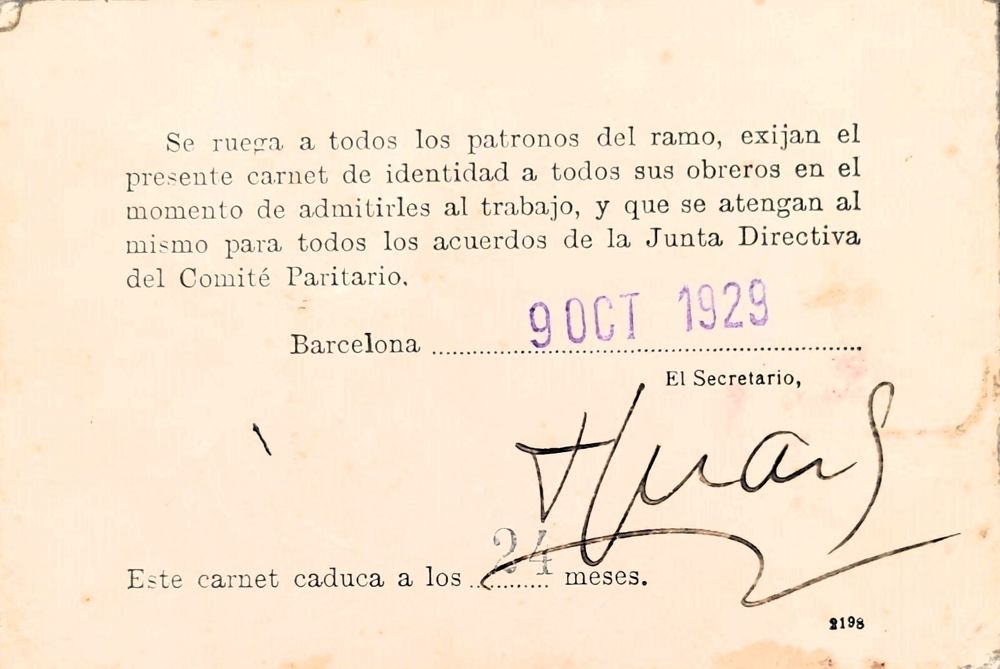 Se ruega a todos los patronos del ramo, exijan el
presente carnet de identidad a todos sus obreros en el
momento de admitirles al trabajo, y que se atengan al
mismo para todos los acuerdos de la Junta Directiva
del Comité Paritario.
Barcelona 9 OCT 1929
El Secretario,
Este carnet caduca a los 24 meses.
2198